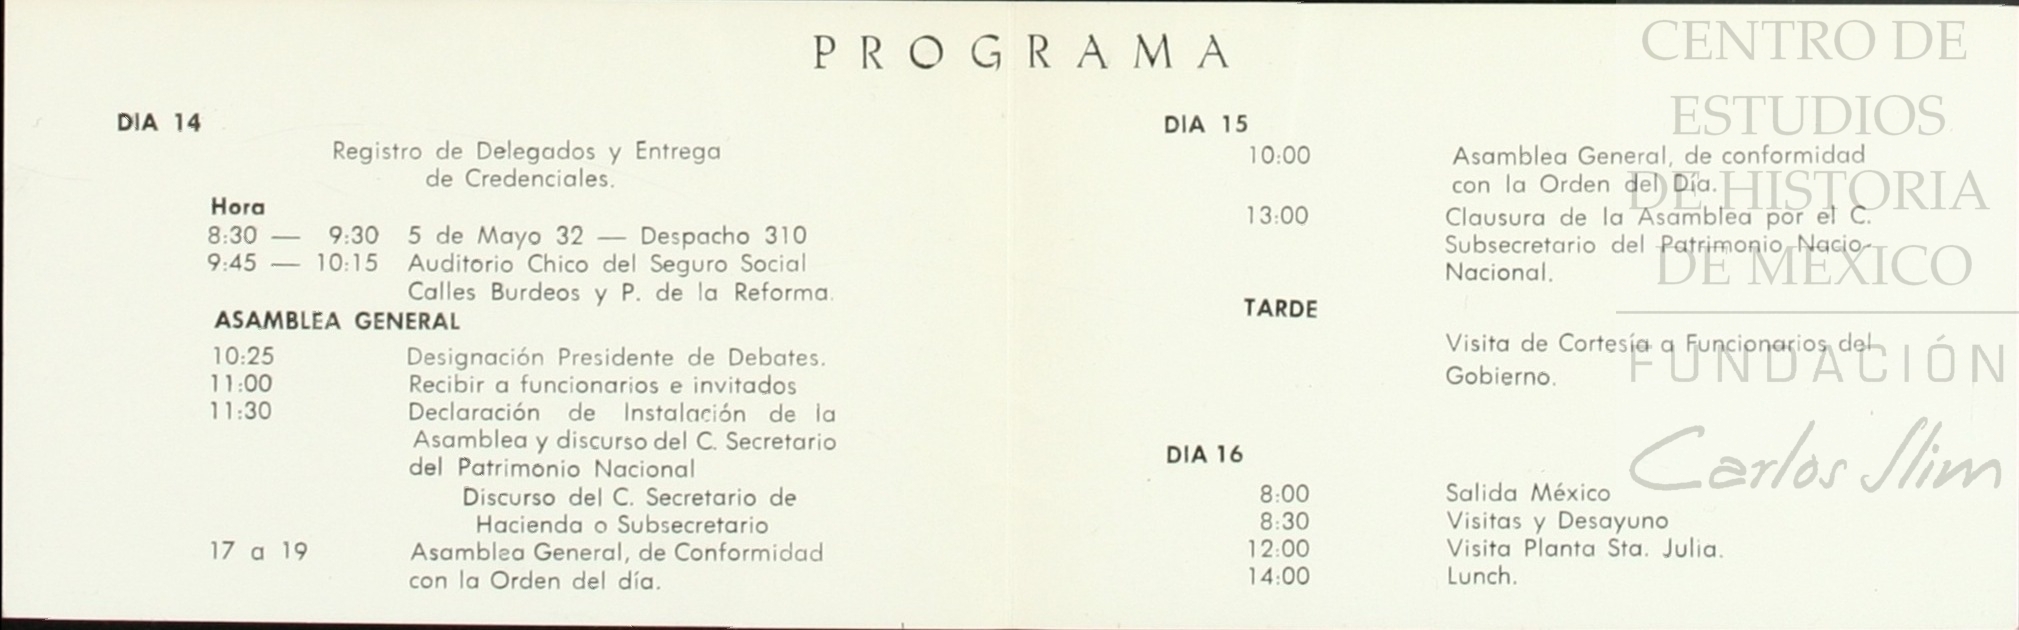 PROGRAMA
DIA 14
Registro de Delegados y Entrega
de Credenciales.
Hora
8:30 — 9:30 5 de Mayo 32 — Despacho 310
9:45 — 10:15 Auditorio Chico del Seguro Social
Calles Burdeos y P. de la Reforma.
ASAMBLEA GENERAL
10:25 Designación Presidente de Debates.
11:00 Recibir a funcionarios e invitados
11:30 Declaración de Instalación de la
Asamblea y discurso del C. Secretario
del Patrimonio Nacional
Discurso del C. Secretario de
Hacienda o Subsecretario
17 a 19 Asamblea General, de Conformidad
con la Orden del día.
DIA 15
10:00 Asamblea General, de conformidad
con la Orden del Día.
13:00 Clausura de la Asamblea por el C.
Subsecretario del Patrimonio Nacio-
Nacional.
TARDE
Visita de Cortesía a Funcionarios del
Gobierno.
DIA 16
8:00 Salida México
8:30 Visitas y Desayuno
12:00 Visita Planta Sta. Julia.
14:00 Lunch.
CENTRO DE
ESTUDIOS
DE HISTORIA
DE MÉXICO
FUNDACIÓN
Carlos Slim